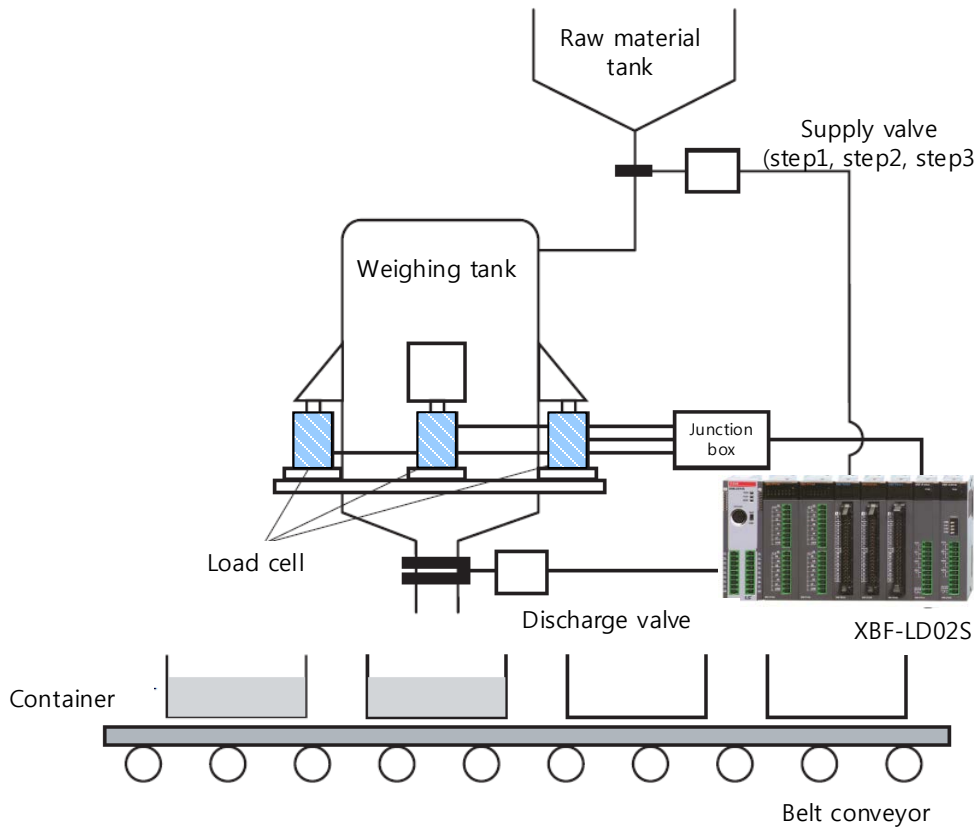 Raw material
tank
Supply valve
(step1, step2, step3
Weighing tank
Junction
box
Load cell
Discharge valve
XBF-LD02S
Container
Belt conveyor